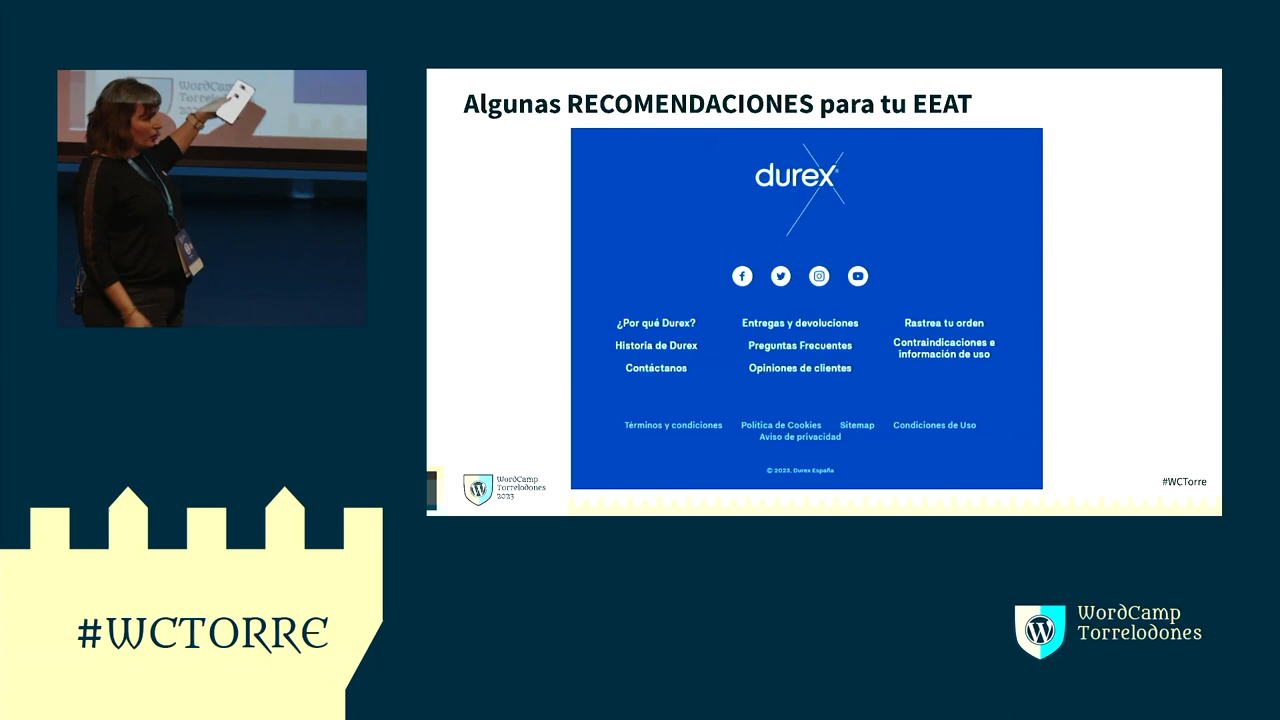 WordCamp
Algunas RECOMENDACIONES para tu EEAT
durex
¿Por qué Durex?
Entregas y devoluciones
Rastrea tu orden
Historia de Durex
Preguntas Frecuentes
Contraindicaciones e
información de uso
Contáctanos
Opiniones de clientes
Términos y condiciones
Política de Cookies
Sitemap
Condiciones de Uso
Aviso de privacidad
© 2023, Durex España
WordCamp
Torrelodones
2023
#WCTorre
#WCTORRE
WordCamp
Torrelodones